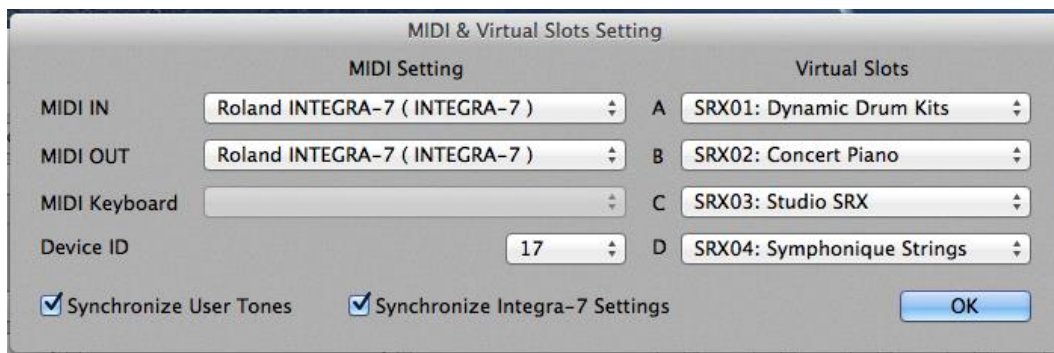 MIDI & Virtual Slots Setting
MIDI Setting Virtual Slots
MIDI IN Roland INTEGRA-7 ( INTEGRA-7 ) A SRX01: Dynamic Drum Kits
MIDI OUT Roland INTEGRA-7 ( INTEGRA-7 ) B SRX02: Concert Piano
MIDI Keyboard C SRX03: Studio SRX
Device ID 17 D SRX04: Symphonique Strings
Synchronize User Tones Synchronize Integra-7 Settings OK